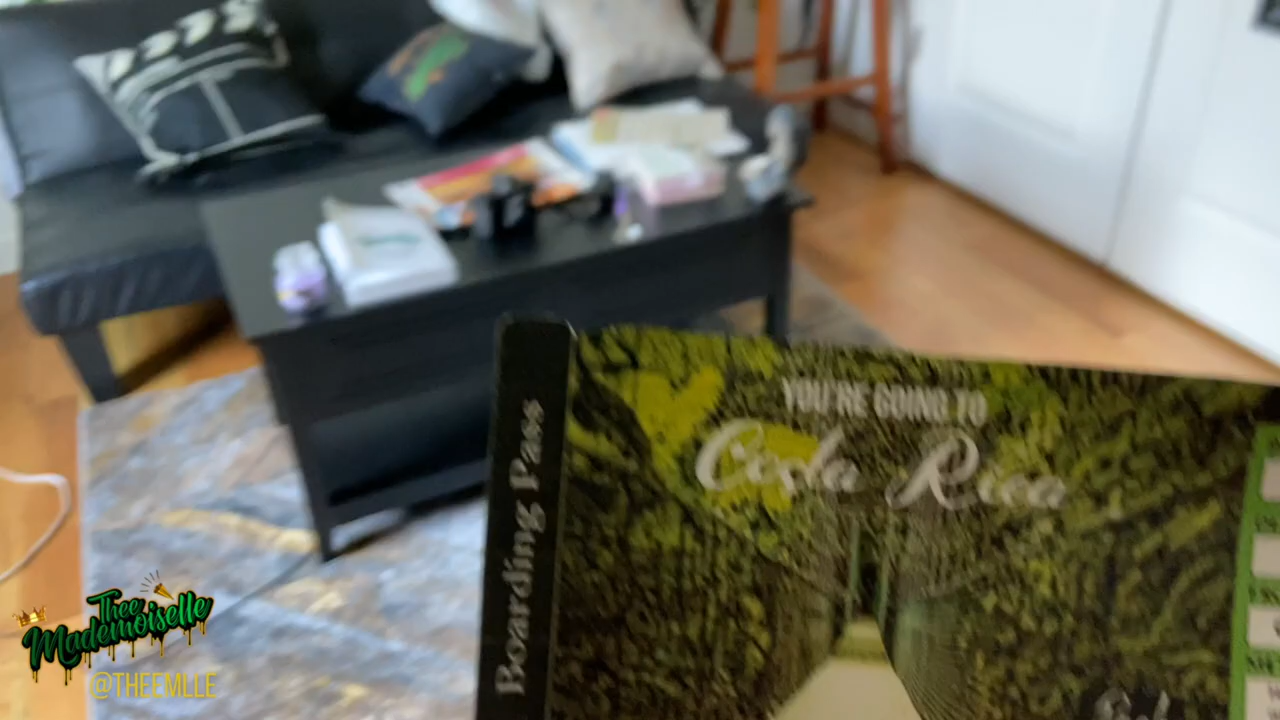 YOU'RE GOING TO
Costa Rica
Boarding Pass
Thee
Mademoiselle
@THEEMLLE